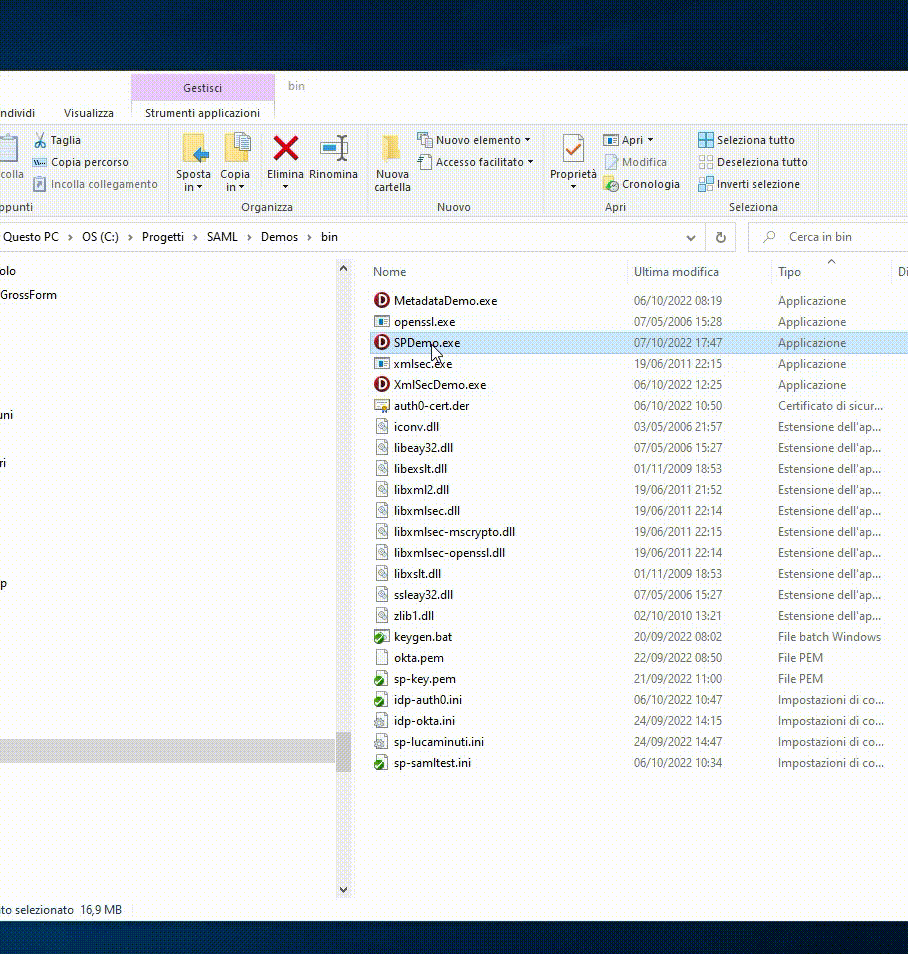 Gestisci bin
ndividi Visualizza Strumenti applicazioni
colla
Taglia
Copia percorso
Incolla collegamento
ppunti
Sposta in
Copia in
Elimina
Rinomina
Organizza
Nuova cartella
Nuovo elemento
Accesso facilitato
Nuovo
Proprietà
Apri
Modifica
Cronologia
Apri
Seleziona tutto
Deseleziona tutto
Inverti selezione
Seleziona
Questo PC > OS (C:) > Progetti > SAML > Demos > bin
Cerca in bin
olo
GrossForm
uni
ri
p
Nome Ultima modifica Tipo Di
MetadataDemo.exe 06/10/2022 08:19 Applicazione
openssl.exe 07/05/2006 15:28 Applicazione
SPDemo.exe 07/10/2022 17:47 Applicazione
xmlsec.exe 19/06/2011 22:15 Applicazione
XmlSecDemo.exe 06/10/2022 12:25 Applicazione
auth0-cert.der 06/10/2022 10:50 Certificato di sicur...
iconv.dll 03/05/2006 21:57 Estensione dell'ap...
libeay32.dll 07/05/2006 15:27 Estensione dell'ap...
libexslt.dll 01/11/2009 18:53 Estensione dell'ap...
libxml2.dll 19/06/2011 21:52 Estensione dell'ap...
libxmlsec.dll 19/06/2011 22:14 Estensione dell'ap...
libxmlsec-mscrypto.dll 19/06/2011 22:15 Estensione dell'ap...
libxmlsec-openssl.dll 19/06/2011 22:14 Estensione dell'ap...
libxslt.dll 01/11/2009 18:53 Estensione dell'ap...
ssleay32.dll 07/05/2006 15:27 Estensione dell'ap...
zlib1.dll 02/10/2010 13:21 Estensione dell'ap...
keygen.bat 20/09/2022 08:02 File batch Windows
okta.pem 22/09/2022 08:50 File PEM
sp-key.pem 21/09/2022 11:00 File PEM
idp-auth0.ini 06/10/2022 10:47 Impostazioni di co...
idp-okta.ini 24/09/2022 14:15 Impostazioni di co...
sp-lucaminuti.ini 24/09/2022 14:47 Impostazioni di co...
sp-samltest.ini 06/10/2022 10:34 Impostazioni di co...
to selezionato 16,9 MB